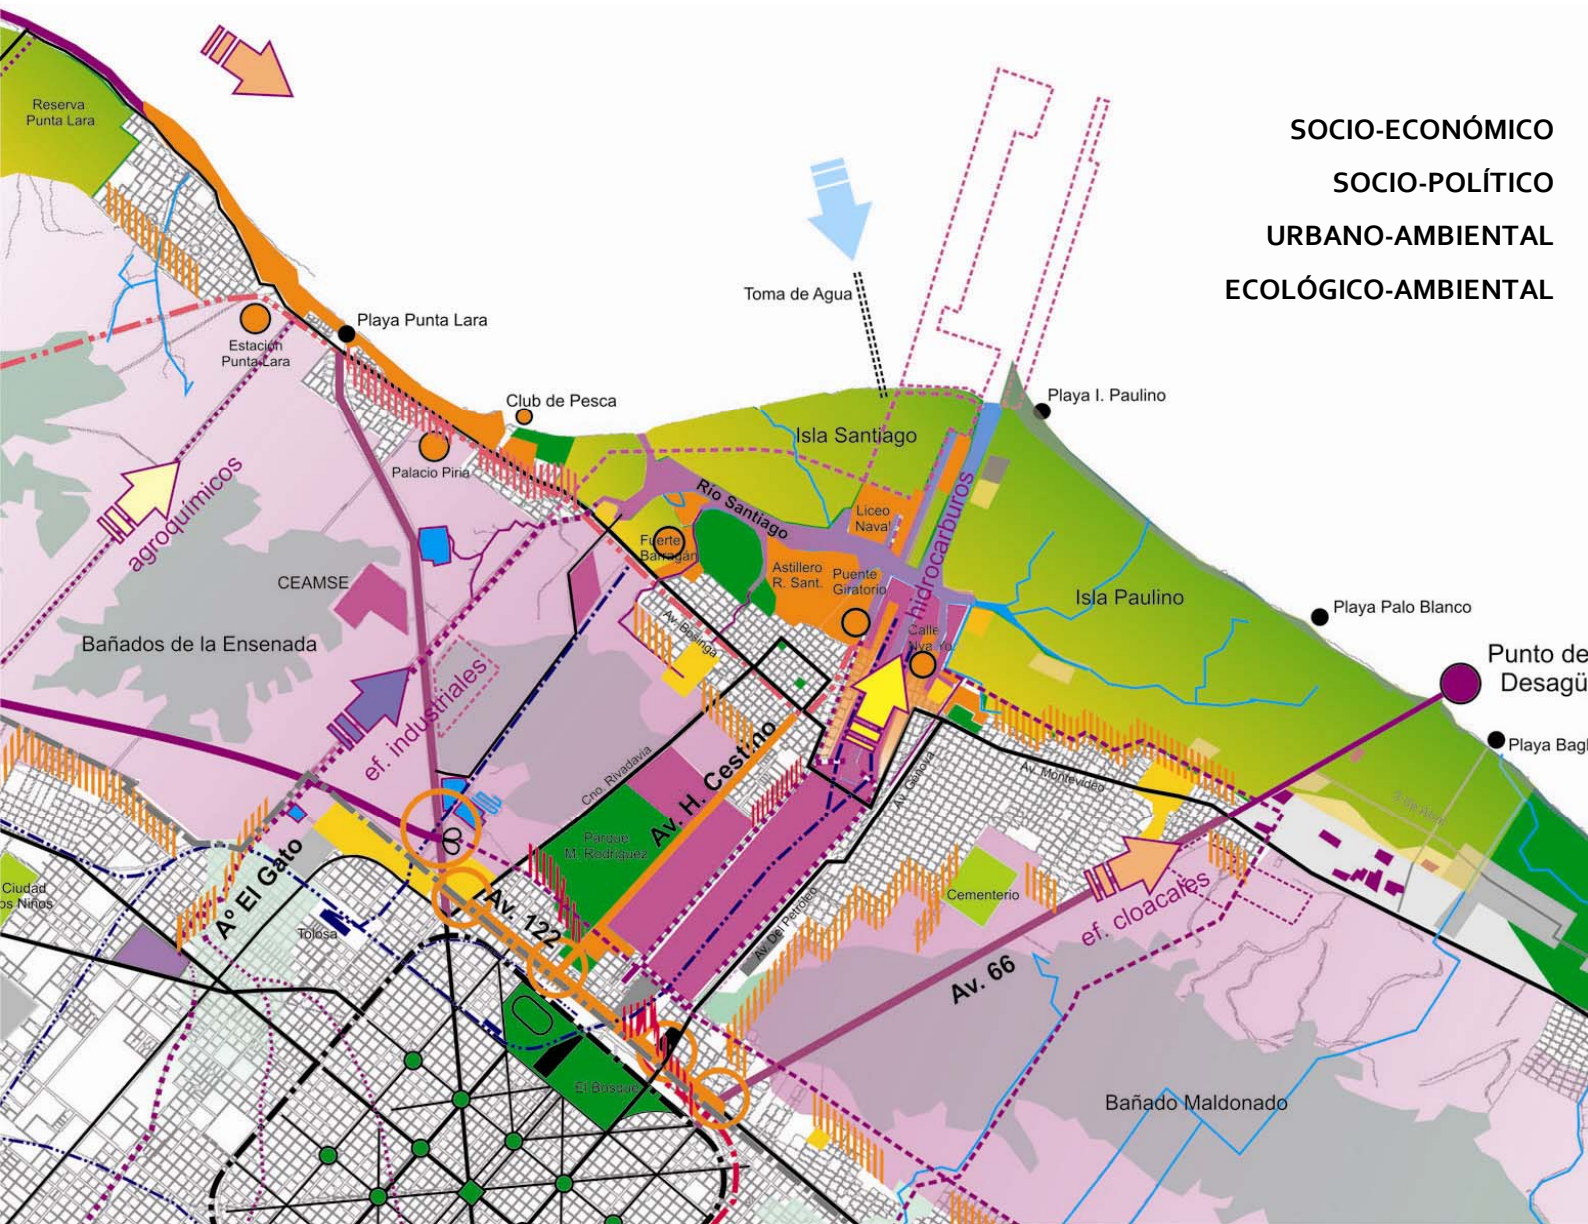 SOCIO-ECONÓMICO
SOCIO-POLÍTICO
URBANO-AMBIENTAL
ECOLÓGICO-AMBIENTAL
Reserva
Punta Lara
Toma de Agua
Playa Punta Lara
Estación
Punta Lara
Club de Pesca
Playa I. Paulino
Isla Santiago
Palacio Piria
agroquímicos
Río Santiago
hidrocarburos
Liceo
Naval
Fuerte
Barragán
Astillero
R. Sant.
Puente
Giratorio
CEAMSE
Isla Paulino
Playa Palo Blanco
Bañados de la Ensenada
Av. Bosinga
Calle
Nva Yo.
Punto de
Desagü
ef. industriales
Playa Bagl
Cno. Rivadavia
Av. H. Cestino
Av. Génova
Av. Montevideo
Parque
M. Rodríguez
Aº El Gato
Ciudad
os Niños
Cementerio
Av. 122
Tolosa
Av. Del Petróleo
ef. cloacales
Av. 66
El Bosque
Bañado Maldonado